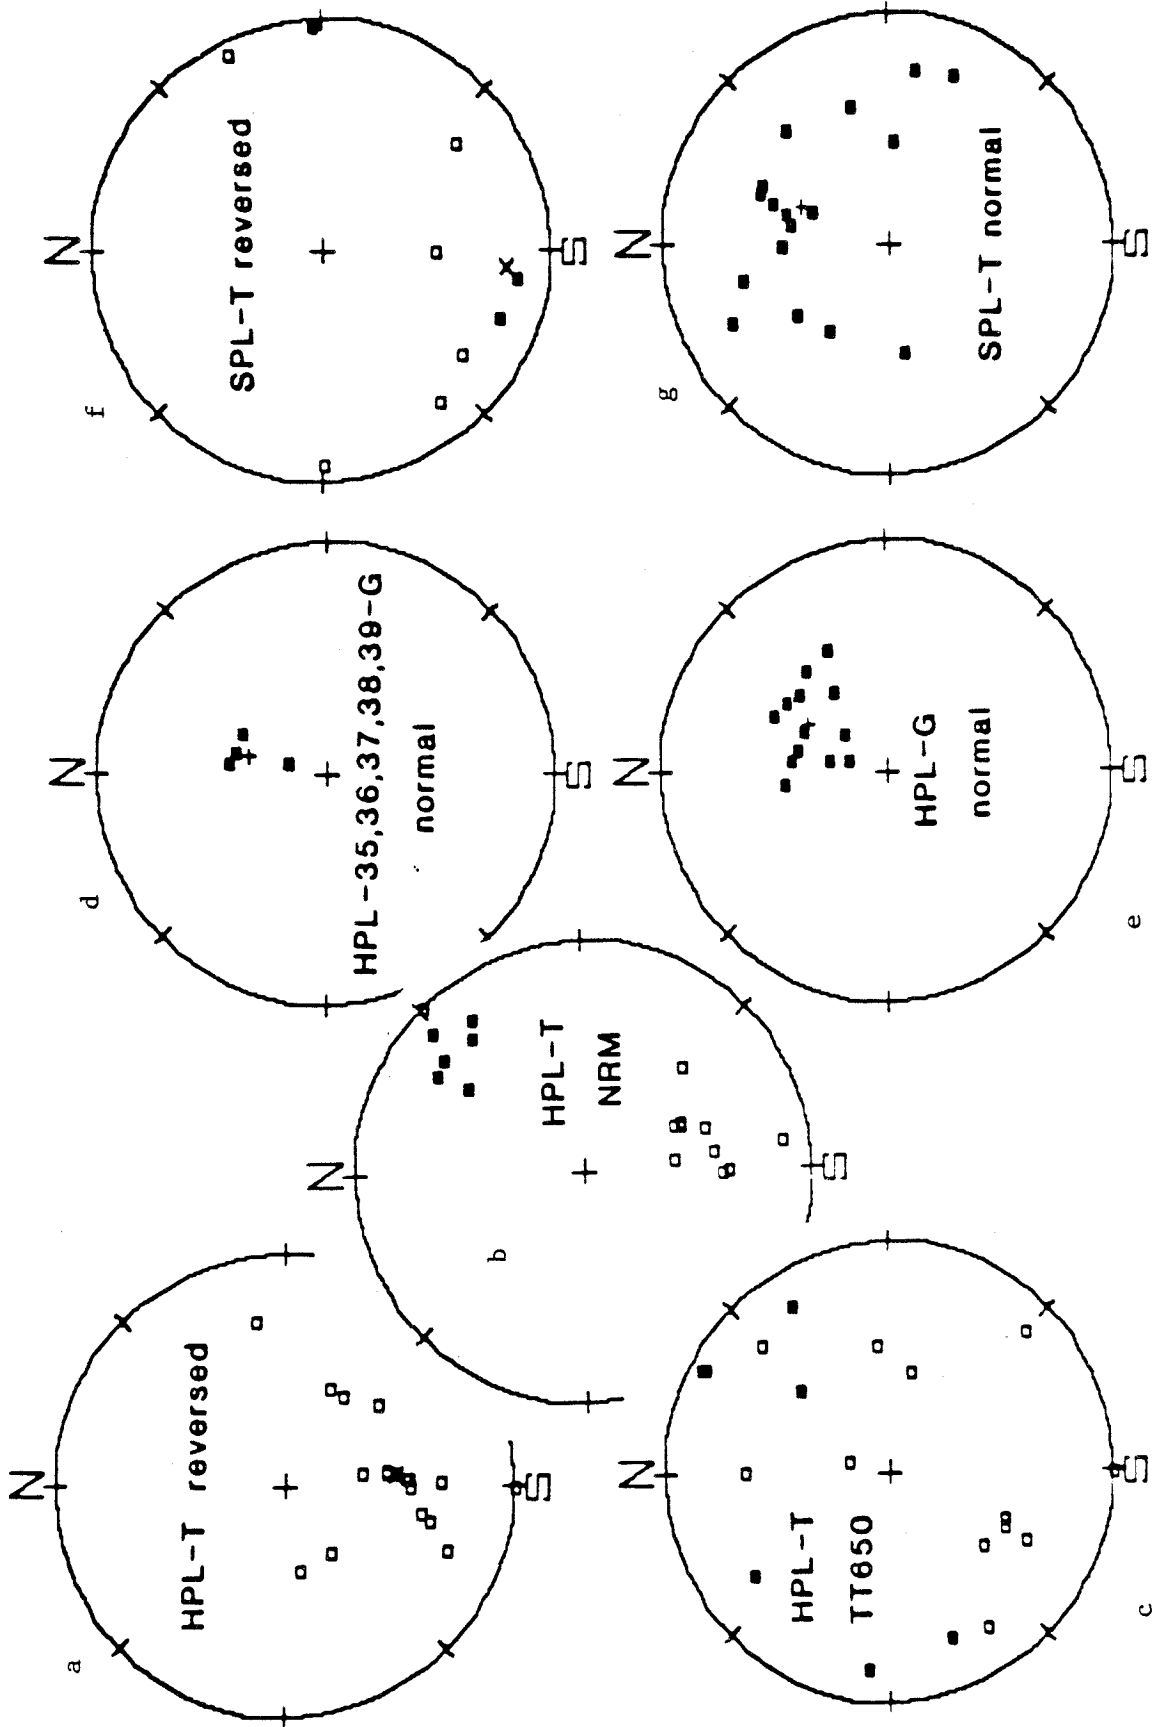 a
N
HPL-T reversed
S
b
N
HPL-T
NRM
S
c
N
HPL-T
TT650
S
d
N
HPL-35,36,37,38,39-G
normal
S
e
N
HPL-G
normal
S
f
N
SPL-T reversed
S
g
N
SPL-T normal
S